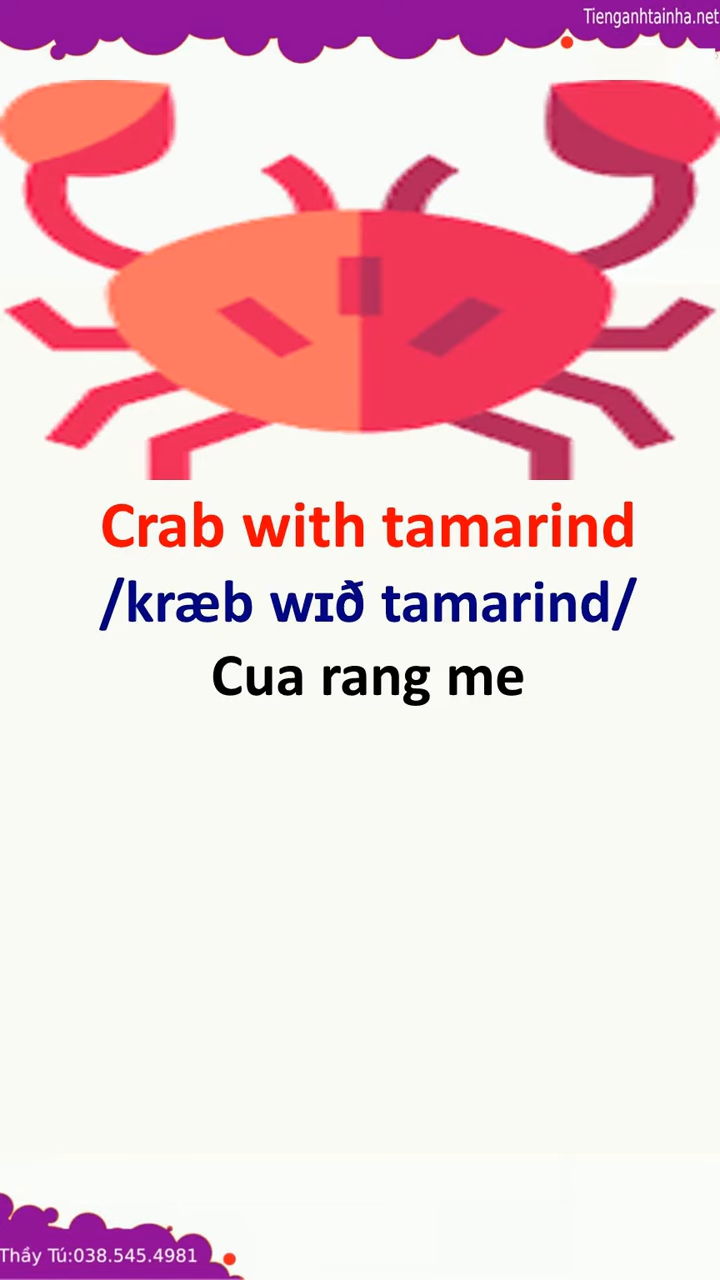 Tienganhtainha.net
Crab with tamarind
/kræb wɪð tamarind/
Cua rang me
Thầy Tú:038.545.4981